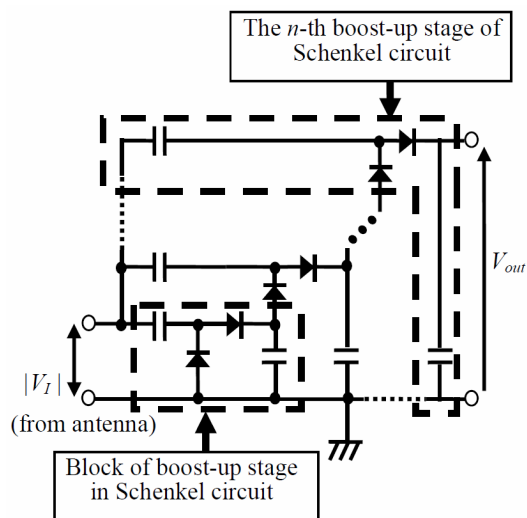 The n-th boost-up stage of
Schenkel circuit
V_out
|V_I|
(from antenna)
Block of boost-up stage
in Schenkel circuit